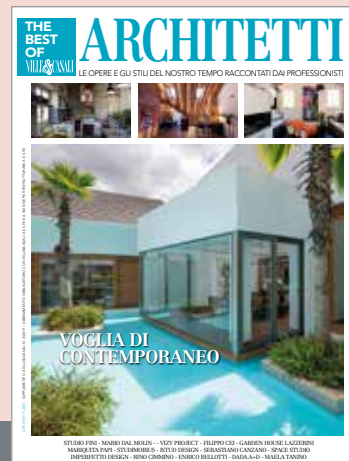 THE
BEST
OF
VILLE&CASALI
ARCHITETTI
LE OPERE E GLI STILI DEL NOSTRO TEMPO RACCONTATI DAI PROFESSIONISTI
VOGLIA DI
CONTEMPORANEO
STUDIO FINI - MARIO DAL MOLIN - - VIZY PROJECT - FILIPPO CEI - GARDEN HOUSE LAZZERINI
MARIQUITA PAPI - STUDIMORBIUS - ISTUD DESIGN - SEBASTIANO CANZANO - SPACE STUDIO
IMPERFETTO DESIGN - RINO CIMMINO - ENRICO BELLOTTI - DADA A+D - MAELA TANINO